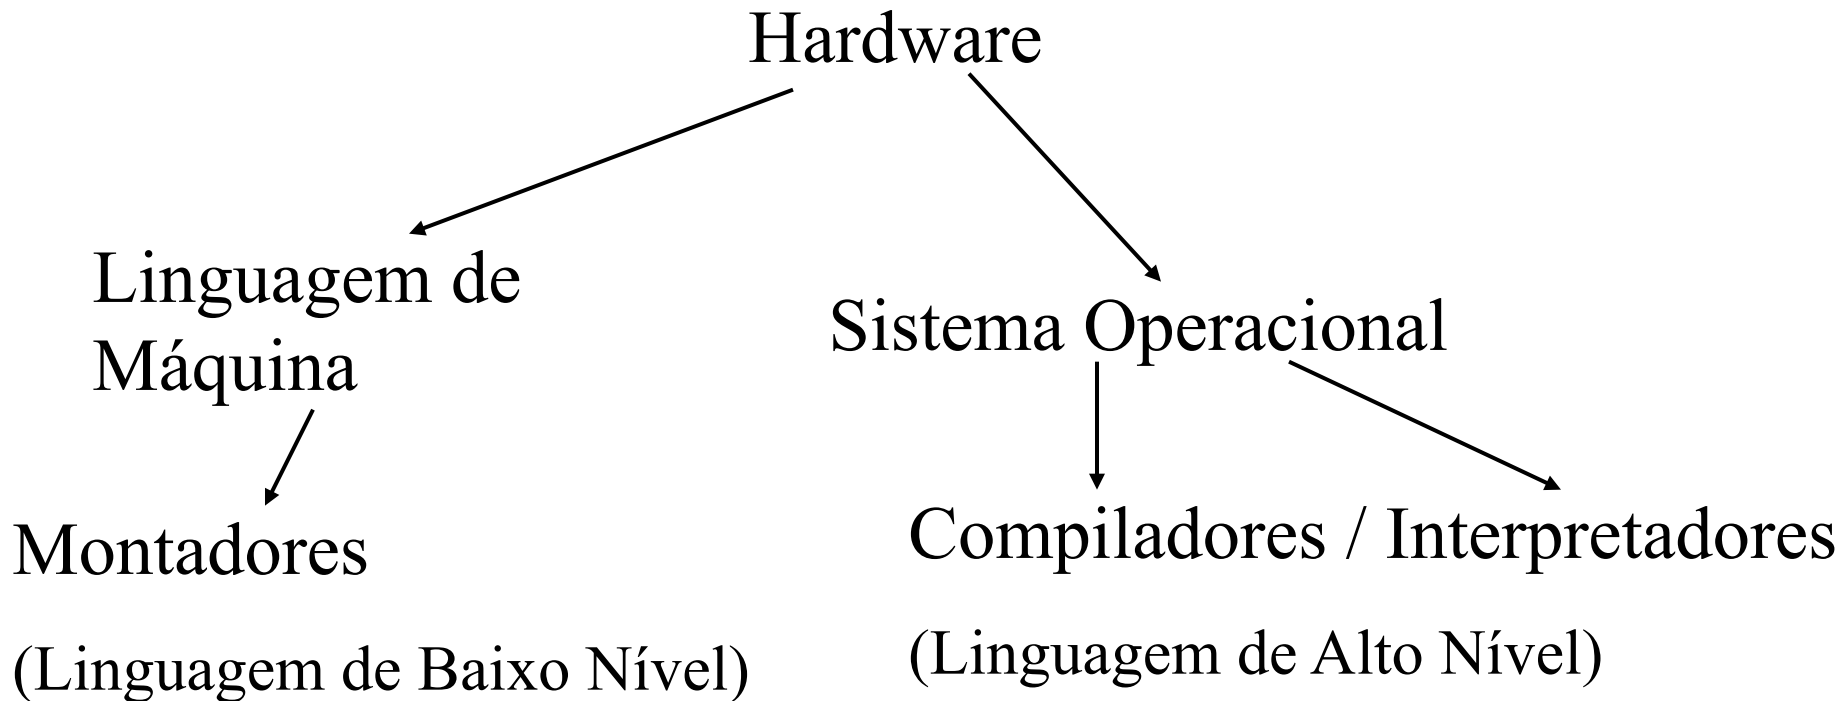 Hardware
Linguagem de
Máquina
Sistema Operacional
Montadores
(Linguagem de Baixo Nível)
Compiladores / Interpretadores
(Linguagem de Alto Nível)